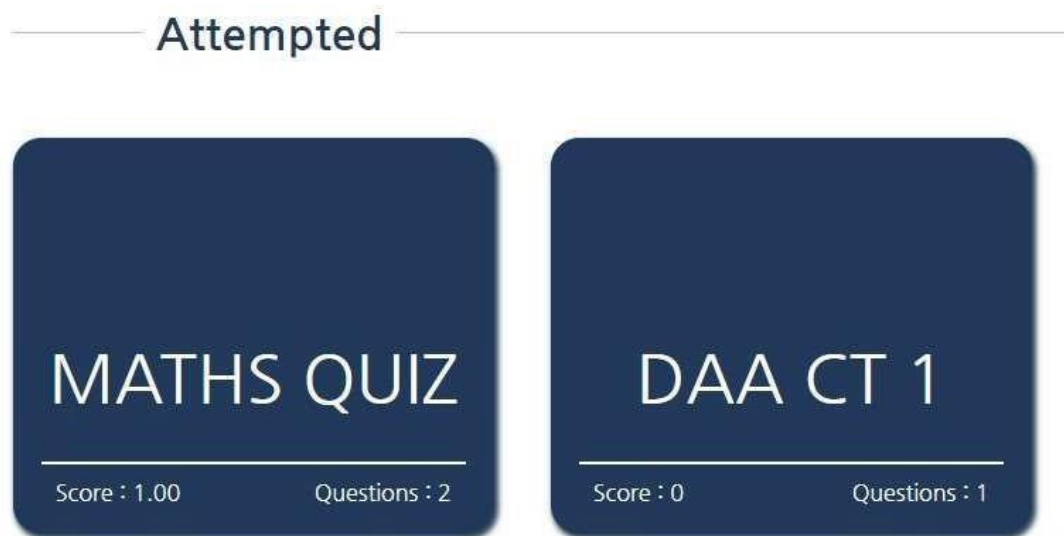 Attempted
MATHS QUIZ
Score : 1.00 Questions : 2
DAA CT 1
Score : 0 Questions : 1